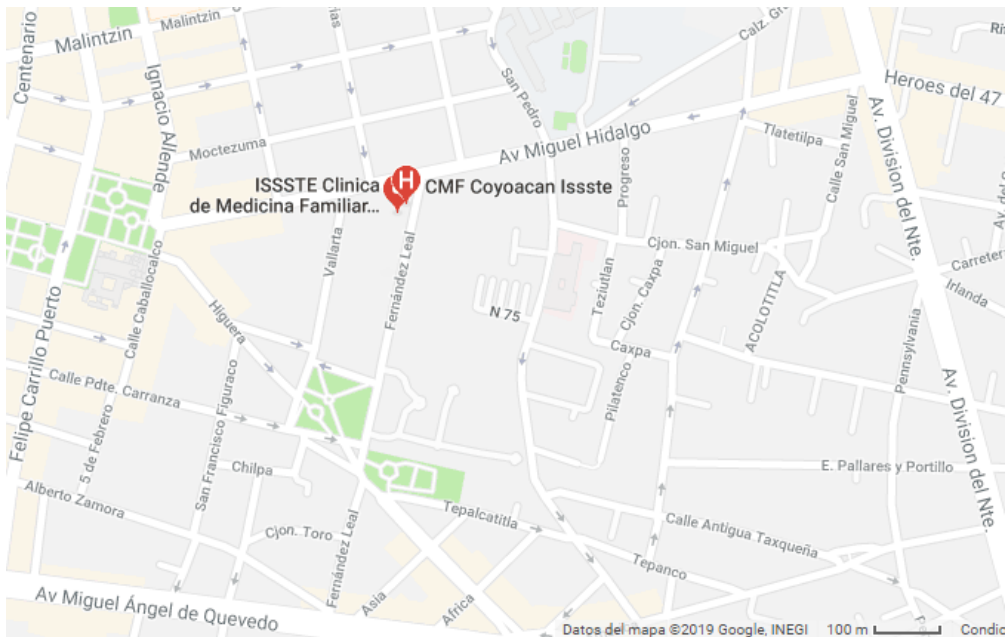 Malintzin
Malintzin
Centenario
Ignacio Allende
Moctezuma
San Pedro
Heroes del 47
Av Miguel Hidalgo
Tlatetilpa
Calle San Miguel
Av. Division del Nte.
Progreso
ISSSTE Clinica
de Medicina Familiar...
H
CMF Coyoacan Issste
Vallarta
Fernández Leal
Cjon. San Miguel
Carreter
Irlanda
Felipe Carrillo Puerto
Calle Caballocalco
Higuera
N 75
Teziutlan
Cjon. Caxpa
Caxpa
Pilatenco
ACOLOTITLA
Pennsylvania
Av. Division del Nte.
Calle Pdte. Carranza
5 de Febrero
San Francisco Figuraco
Chilpa
E. Pallares y Portillo
Alberto Zamora
Cjon. Toro
Fernández Leal
Tepalcatitla
Calle Antigua Taxqueña
Tepanco
Av Miguel Ángel de Quevedo
Asia
Africa
Datos del mapa ©2019 Google, INEGI
100 m
Condic